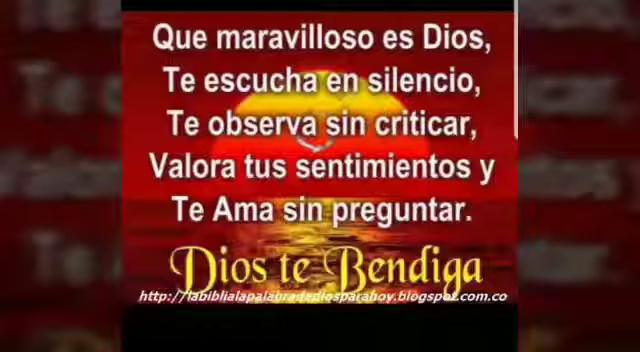 Que maravilloso es Dios,
Te escucha en silencio,
Te observa sin criticar,
Valora tus sentimientos y
Te Ama sin preguntar.
Dios te Bendiga
http://labiblialapalabradediosparahoy.blogspot.com.co